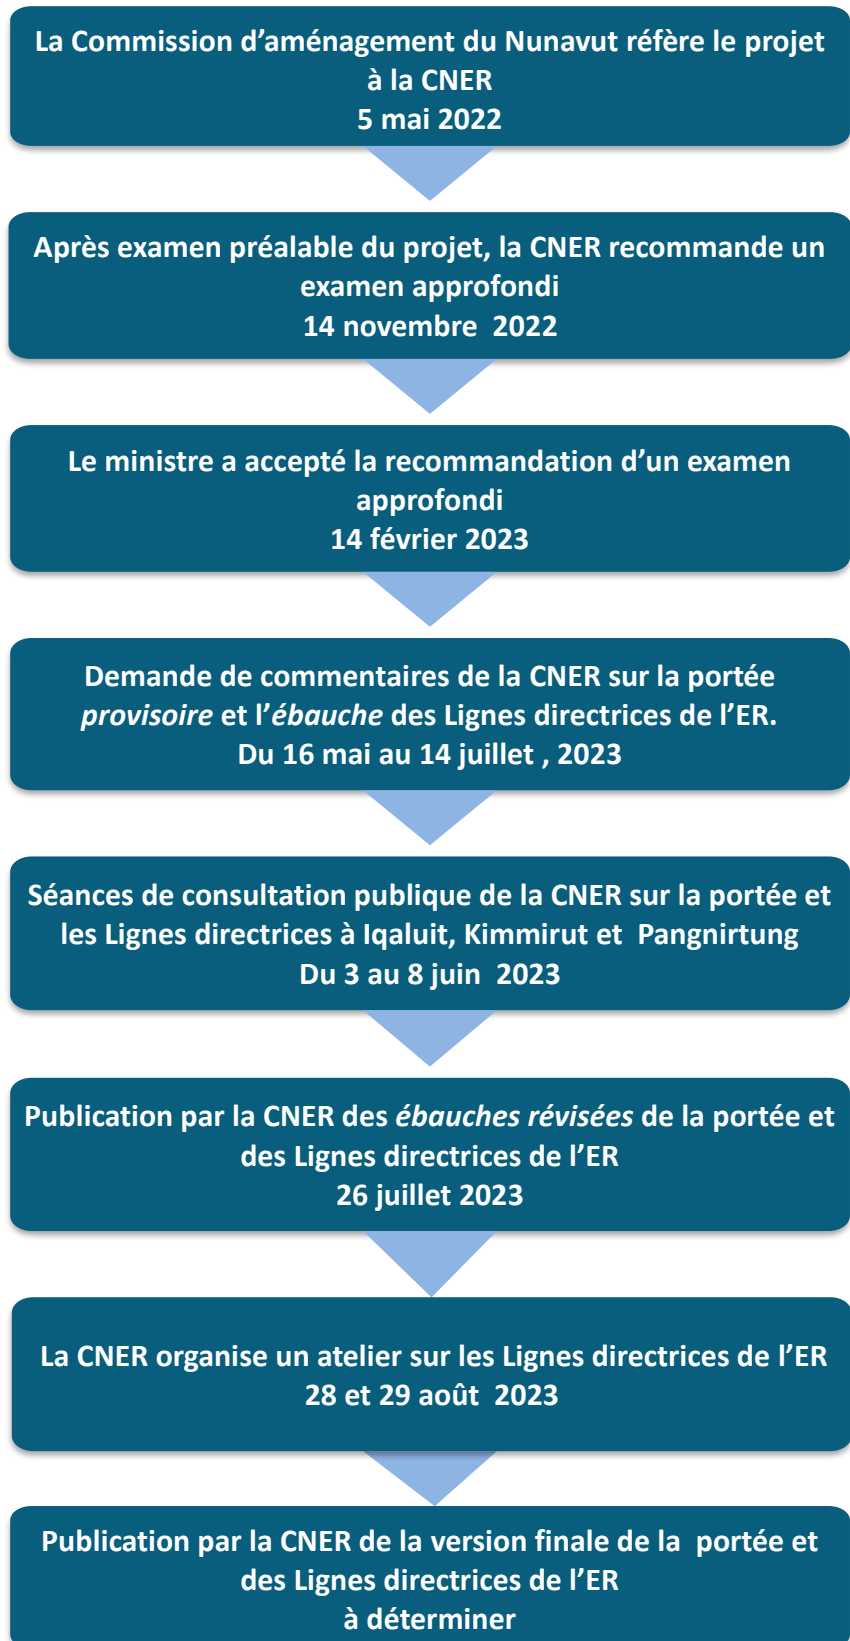 La Commission d’aménagement du Nunavut réfère le projet
à la CNER
5 mai 2022
Après examen préalable du projet, la CNER recommande un
examen approfondi
14 novembre 2022
Le ministre a accepté la recommandation d’un examen
approfondi
14 février 2023
Demande de commentaires de la CNER sur la portée
provisoire et l’ébauche des Lignes directrices de l’ER.
Du 16 mai au 14 juillet , 2023
Séances de consultation publique de la CNER sur la portée et
les Lignes directrices à Iqaluit, Kimmirut et Pangnirtung
Du 3 au 8 juin 2023
Publication par la CNER des ébauches révisées de la portée et
des Lignes directrices de l’ER
26 juillet 2023
La CNER organise un atelier sur les Lignes directrices de l’ER
28 et 29 août 2023
Publication par la CNER de la version finale de la portée et
des Lignes directrices de l’ER
à déterminer